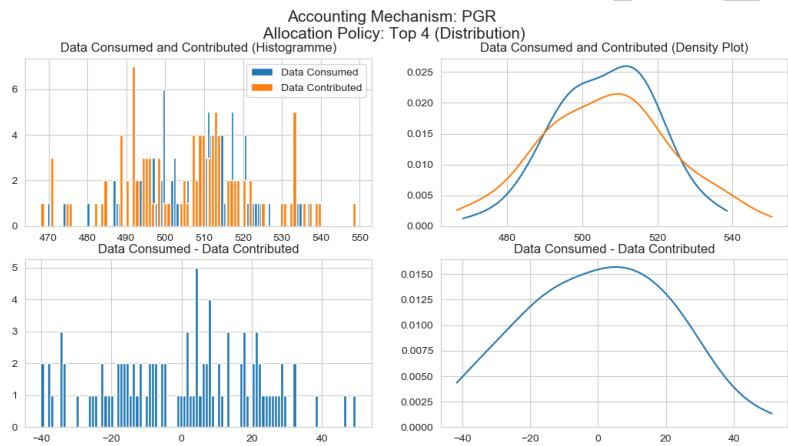 Accounting Mechanism: PGR
Allocation Policy: Top 4 (Distribution)
Data Consumed and Contributed (Histogramme)
Data Consumed
Data Contributed
6
4
2
0
470 480 490 500 510 520 530 540 550
Data Consumed and Contributed (Density Plot)
0.025
0.020
0.015
0.010
0.005
0.000
480 500 520 540
Data Consumed - Data Contributed
5
4
3
2
1
0
−40 −20 0 20 40
Data Consumed - Data Contributed
0.0150
0.0125
0.0100
0.0075
0.0050
0.0025
0.0000
−40 −20 0 20 40